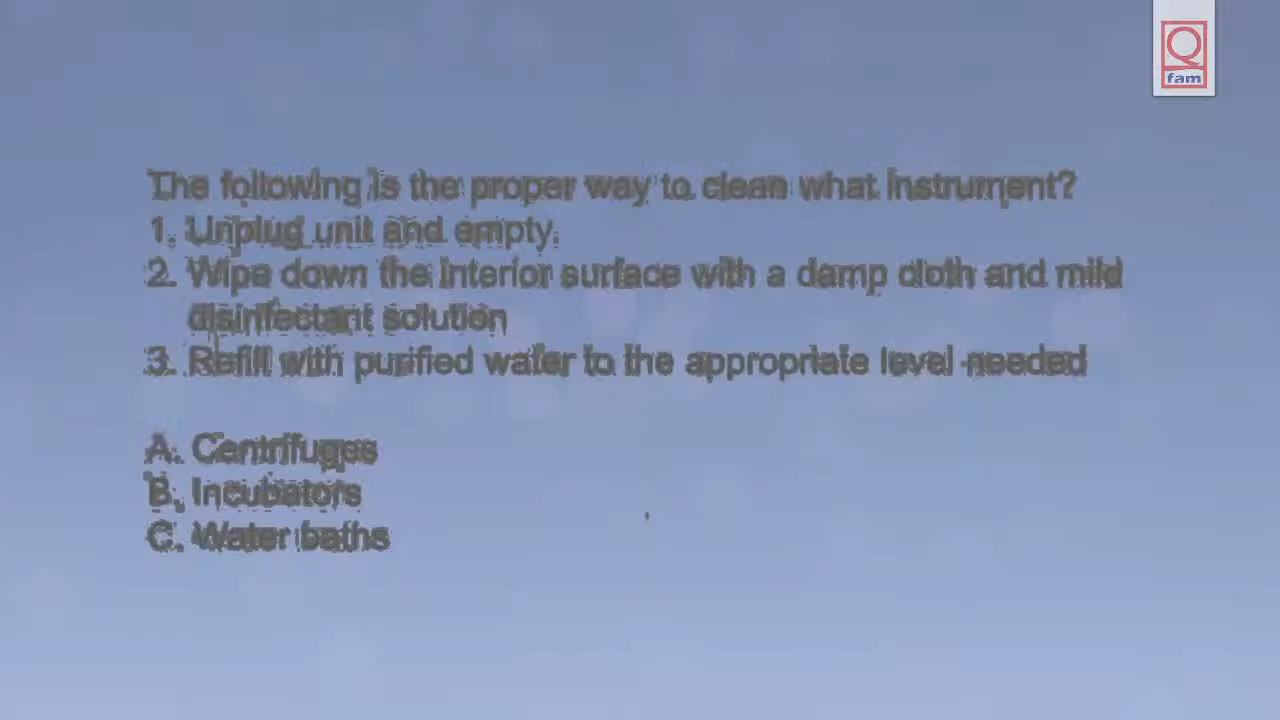 Q
fam
The following is the proper way to clean what instrument?
1. Unplug unit and empty.
2. Wipe down the interior surface with a damp cloth and mild
disinfectant solution
3. Refill with purified water to the appropriate level needed
A. Centrifuges
B. Incubators
C. Water baths